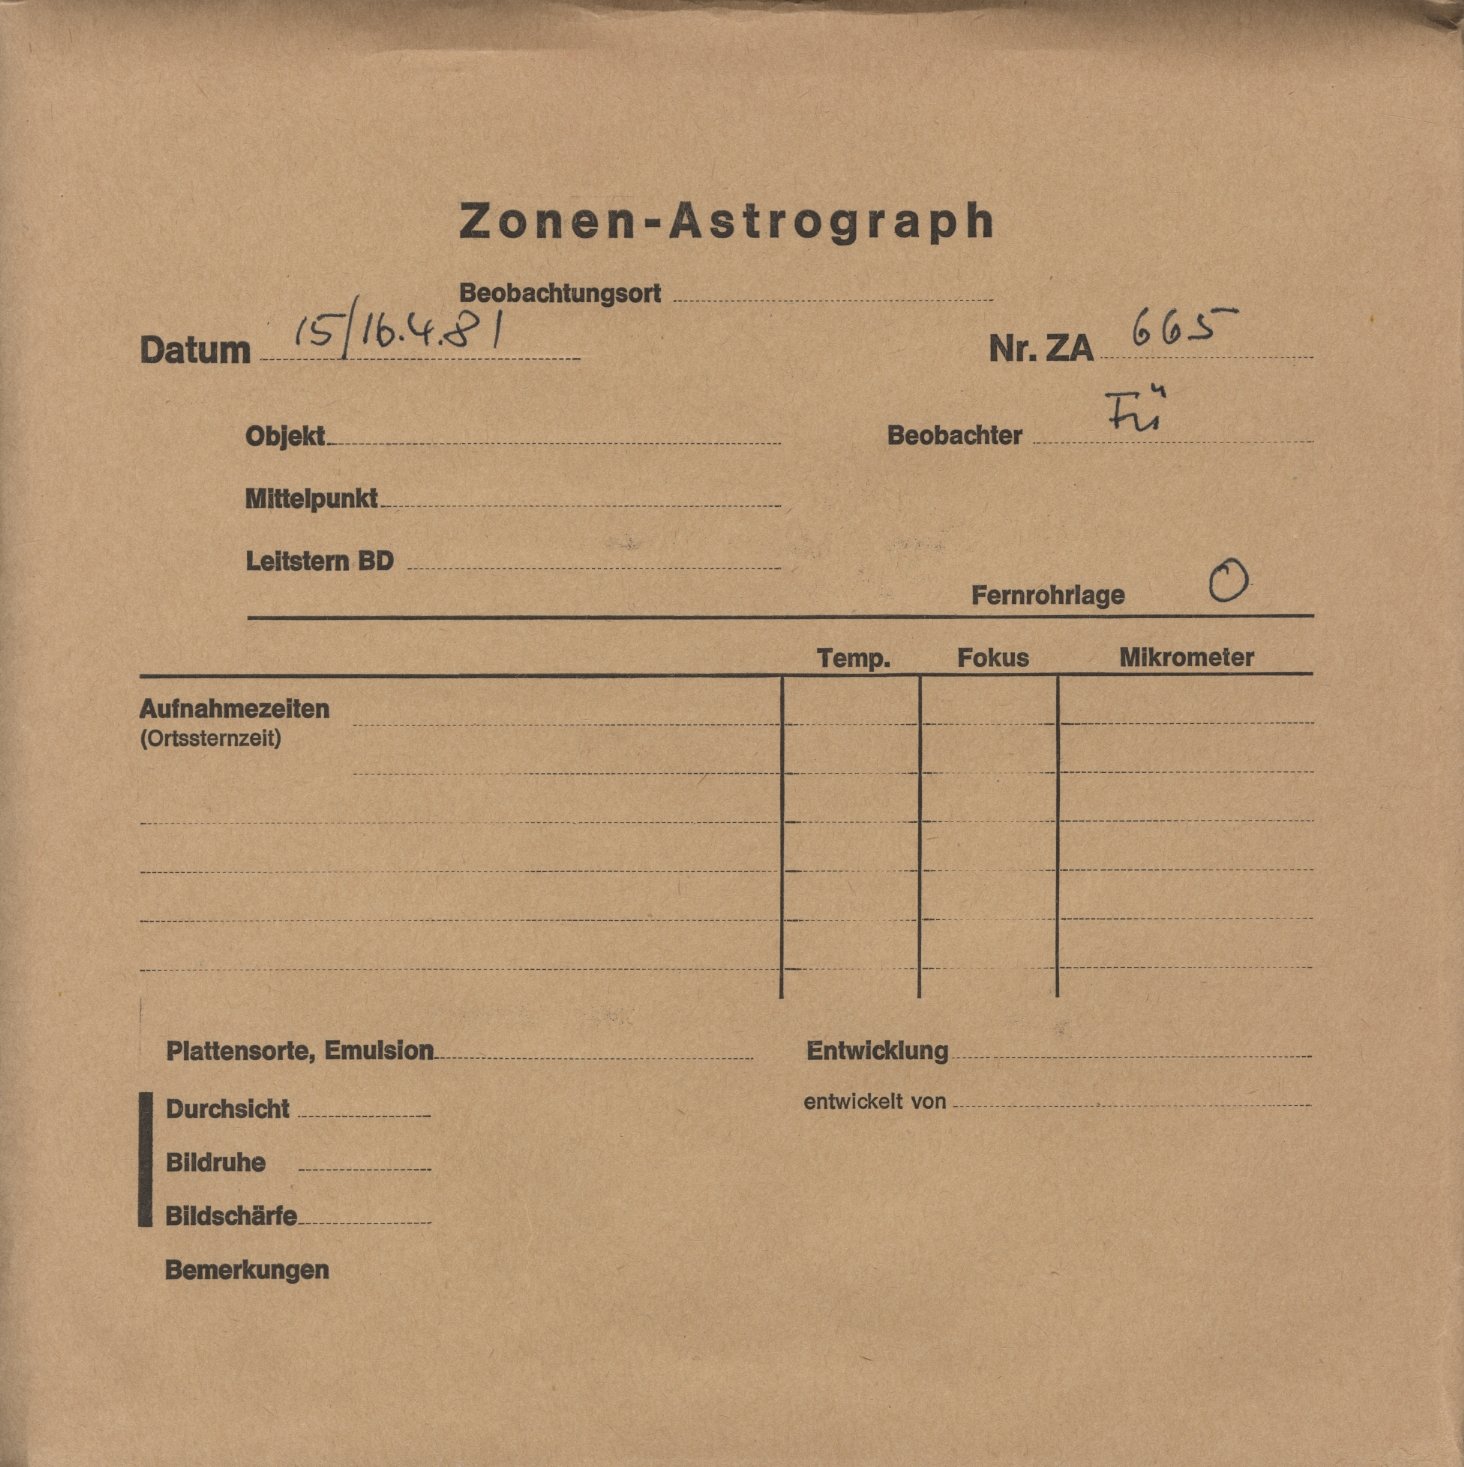 Zonen-Astrograph
Beobachtungsort
Datum 15/16.4.81 Nr. ZA 665
Objekt Beobachter Fü
Mittelpunkt
Leitstern BD
Fernrohrlage O
Temp. Fokus Mikrometer
Aufnahmezeiten
(Ortssternzeit)
Plattensorte, Emulsion Entwicklung
Durchsicht entwickelt von
Bildruhe
Bildschärfe
Bemerkungen